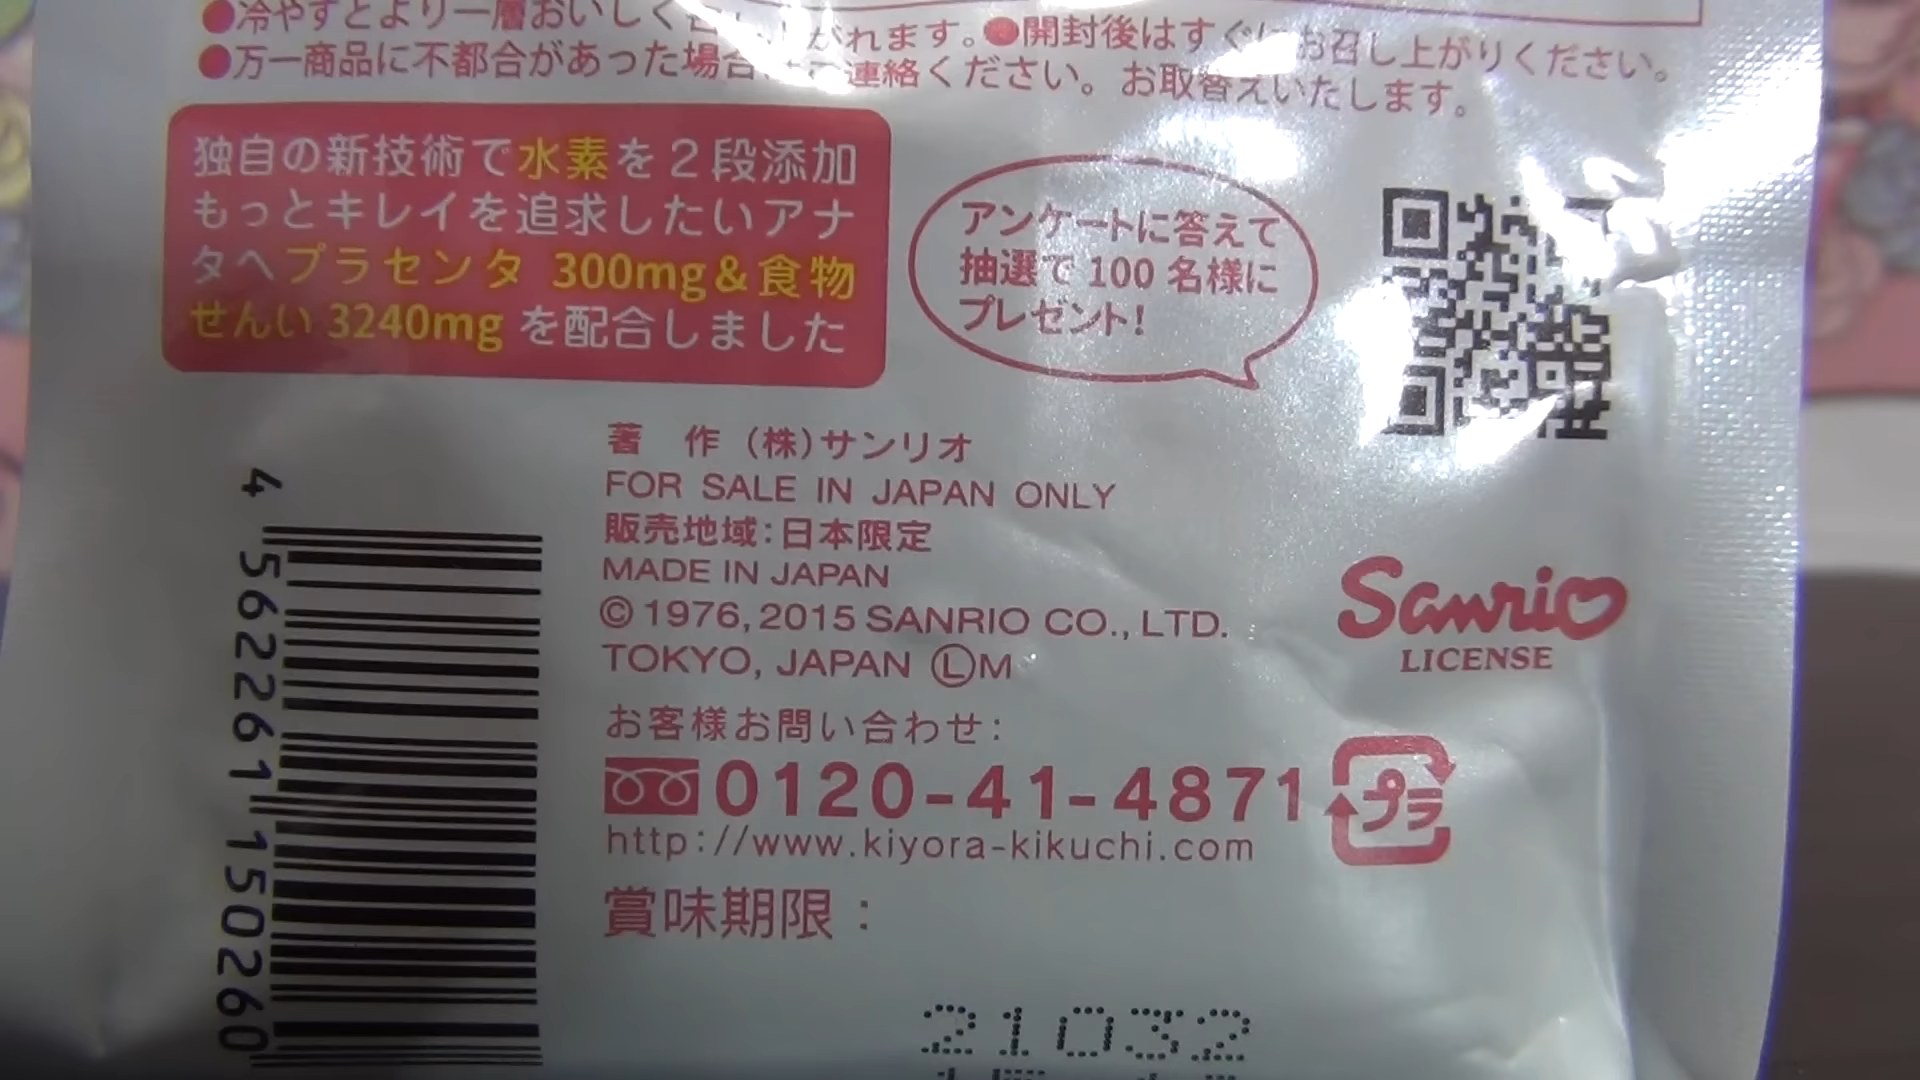 ●冷やすとより一層おいしく召し上がれます。●開封後はすぐにお召し上がりください。
●万一商品に不都合があった場合はご連絡ください。お取替えいたします。
独自の新技術で水素を2段添加
もっとキレイを追求したいアナ
タへプラセンタ 300mg&食物
せんい 3240mg を配合しました
アンケートに答えて
抽選で 100 名様に
プレゼント!
著 作 (株)サンリオ
FOR SALE IN JAPAN ONLY
販売地域:日本限定
MADE IN JAPAN
© 1976, 2015 SANRIO CO., LTD.
TOKYO, JAPAN ⓁM
Sanrio
LICENSE
お客様お問い合わせ:
0120-41-4871
プラ
http://www.kiyora-kikuchi.com
賞味期限:
4 562261 150260
21032